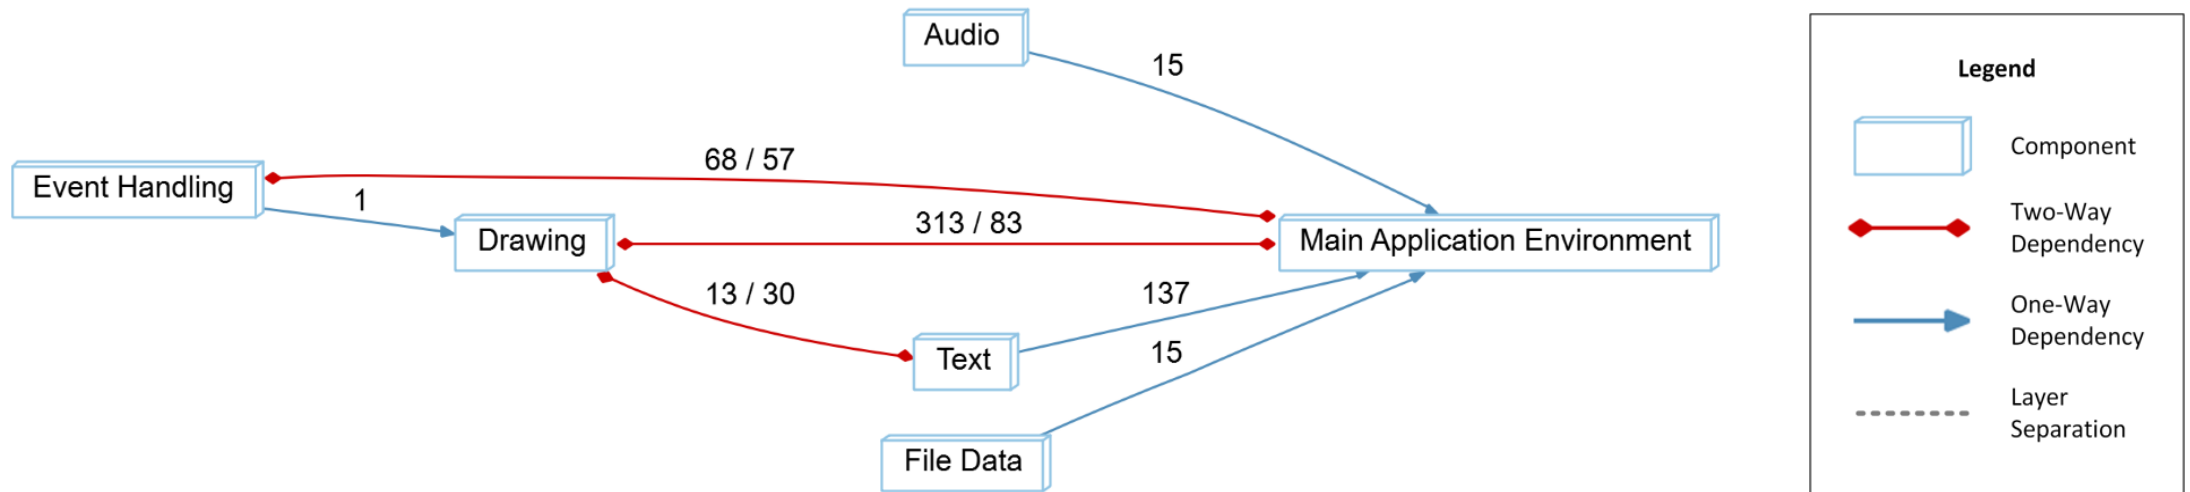 Audio
15
68 / 57
Event Handling
1
313 / 83
Drawing
Main Application Environment
13 / 30
137
Text
15
File Data
Legend
Component
Two-Way
Dependency
One-Way
Dependency
Layer
Separation